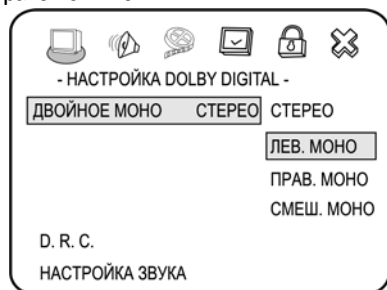 - НАСТРОЙКА DOLBY DIGITAL -
ДВОЙНОЕ МОНО СТЕРЕО СТЕРЕО
ЛЕВ. МОНО
ПРАВ. МОНО
СМЕШ. МОНО
D. R. C.
НАСТРОЙКА ЗВУКА